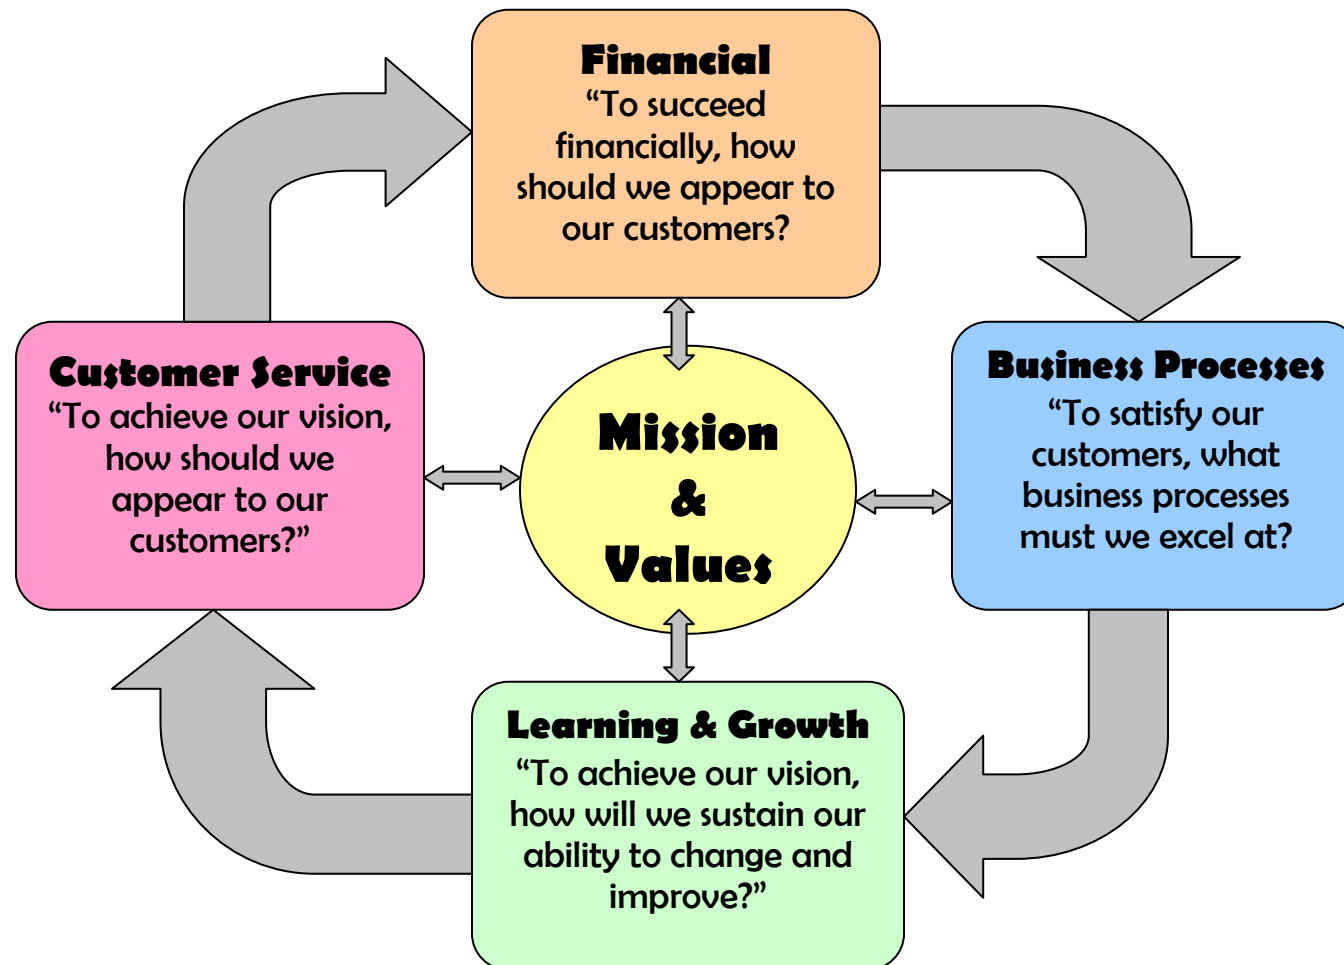 Financial
“To succeed
financially, how
should we appear to
our customers?
Customer Service
“To achieve our vision,
how should we
appear to our
customers?”
Mission
&
Values
Business Processes
“To satisfy our
customers, what
business processes
must we excel at?
Learning & Growth
“To achieve our vision,
how will we sustain our
ability to change and
improve?”